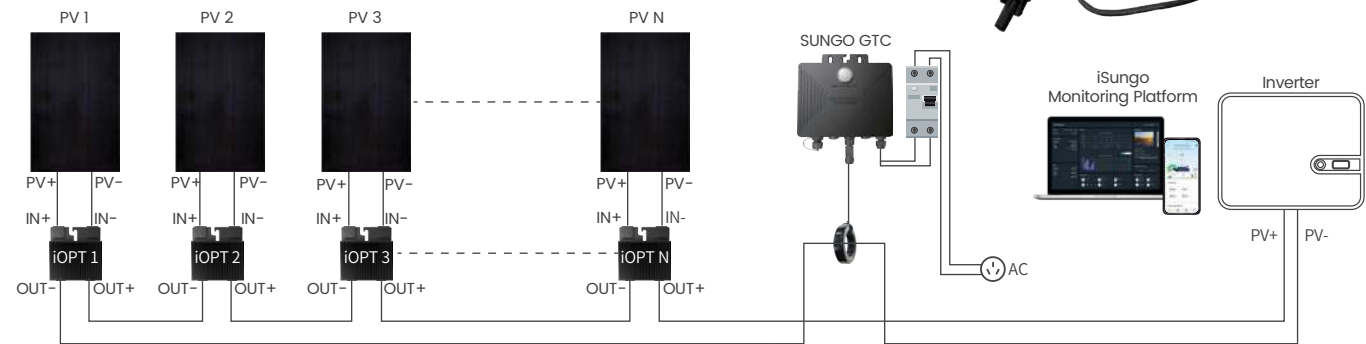 PV 1
PV 2
PV 3
PV N
SUNGO GTC
iSungo
Monitoring Platform
Inverter
PV+ PV-
PV+ PV-
PV+ PV-
PV+ PV-
IN+ IN-
IN+ IN-
IN+ IN-
IN+ IN-
iOPT 1
iOPT 2
iOPT 3
iOPT N
OUT- OUT+
OUT- OUT+
OUT- OUT+
OUT- OUT+
AC
PV+ PV-